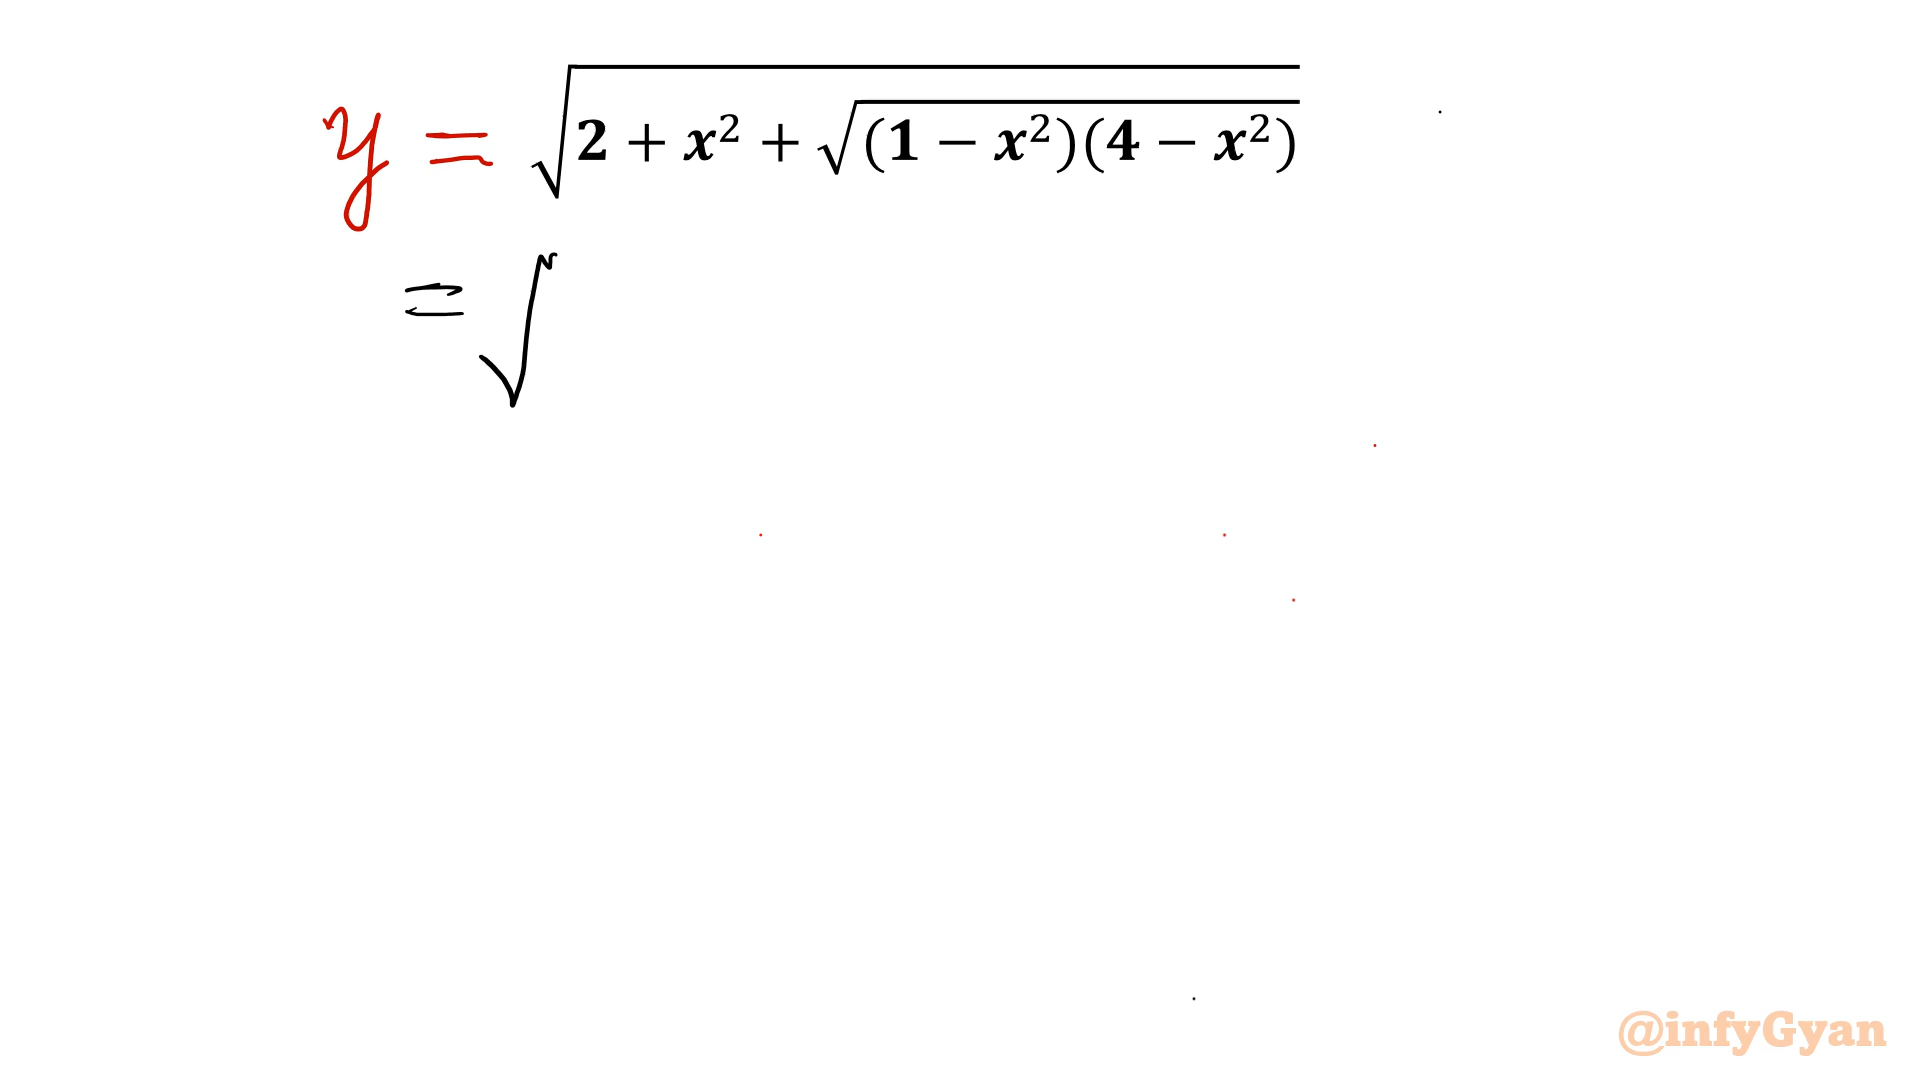 y = √(2 + x² + √((1 − x²)(4 − x²)))
= √
@infyGyan